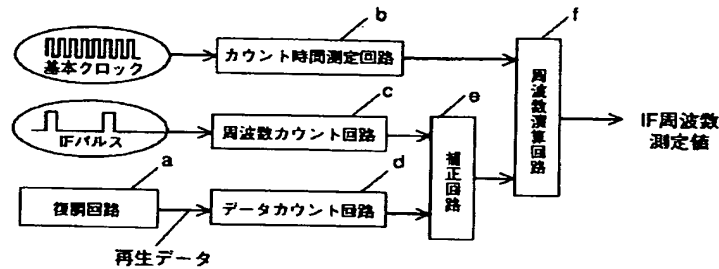 f
b
基本クロック
カウント時間測定回路
c
e
IFパルス
周波数カウント回路
周波数演算回路
IF周波数
測定値
a
d
補正回路
復調回路
データカウント回路
再生データ